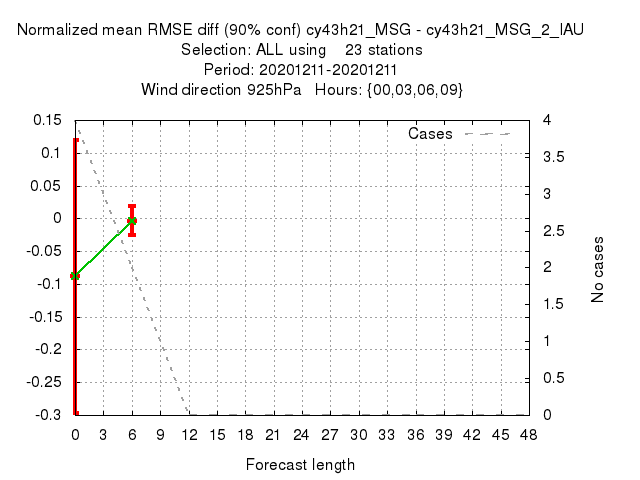 Normalized mean RMSE diff (90% conf) cy43h21_MSG - cy43h21_MSG_2_IAU
Selection: ALL using    23 stations
Period: 20201211-20201211
Wind direction 925hPa   Hours: {00,03,06,09}
Cases
0.15
0.1
0.05
0
-0.05
-0.1
-0.15
-0.2
-0.25
-0.3
4
3.5
3
2.5
2
1.5
1
0.5
0
No cases
0 3 6 9 12 15 18 21 24 27 30 33 36 39 42 45 48
Forecast length